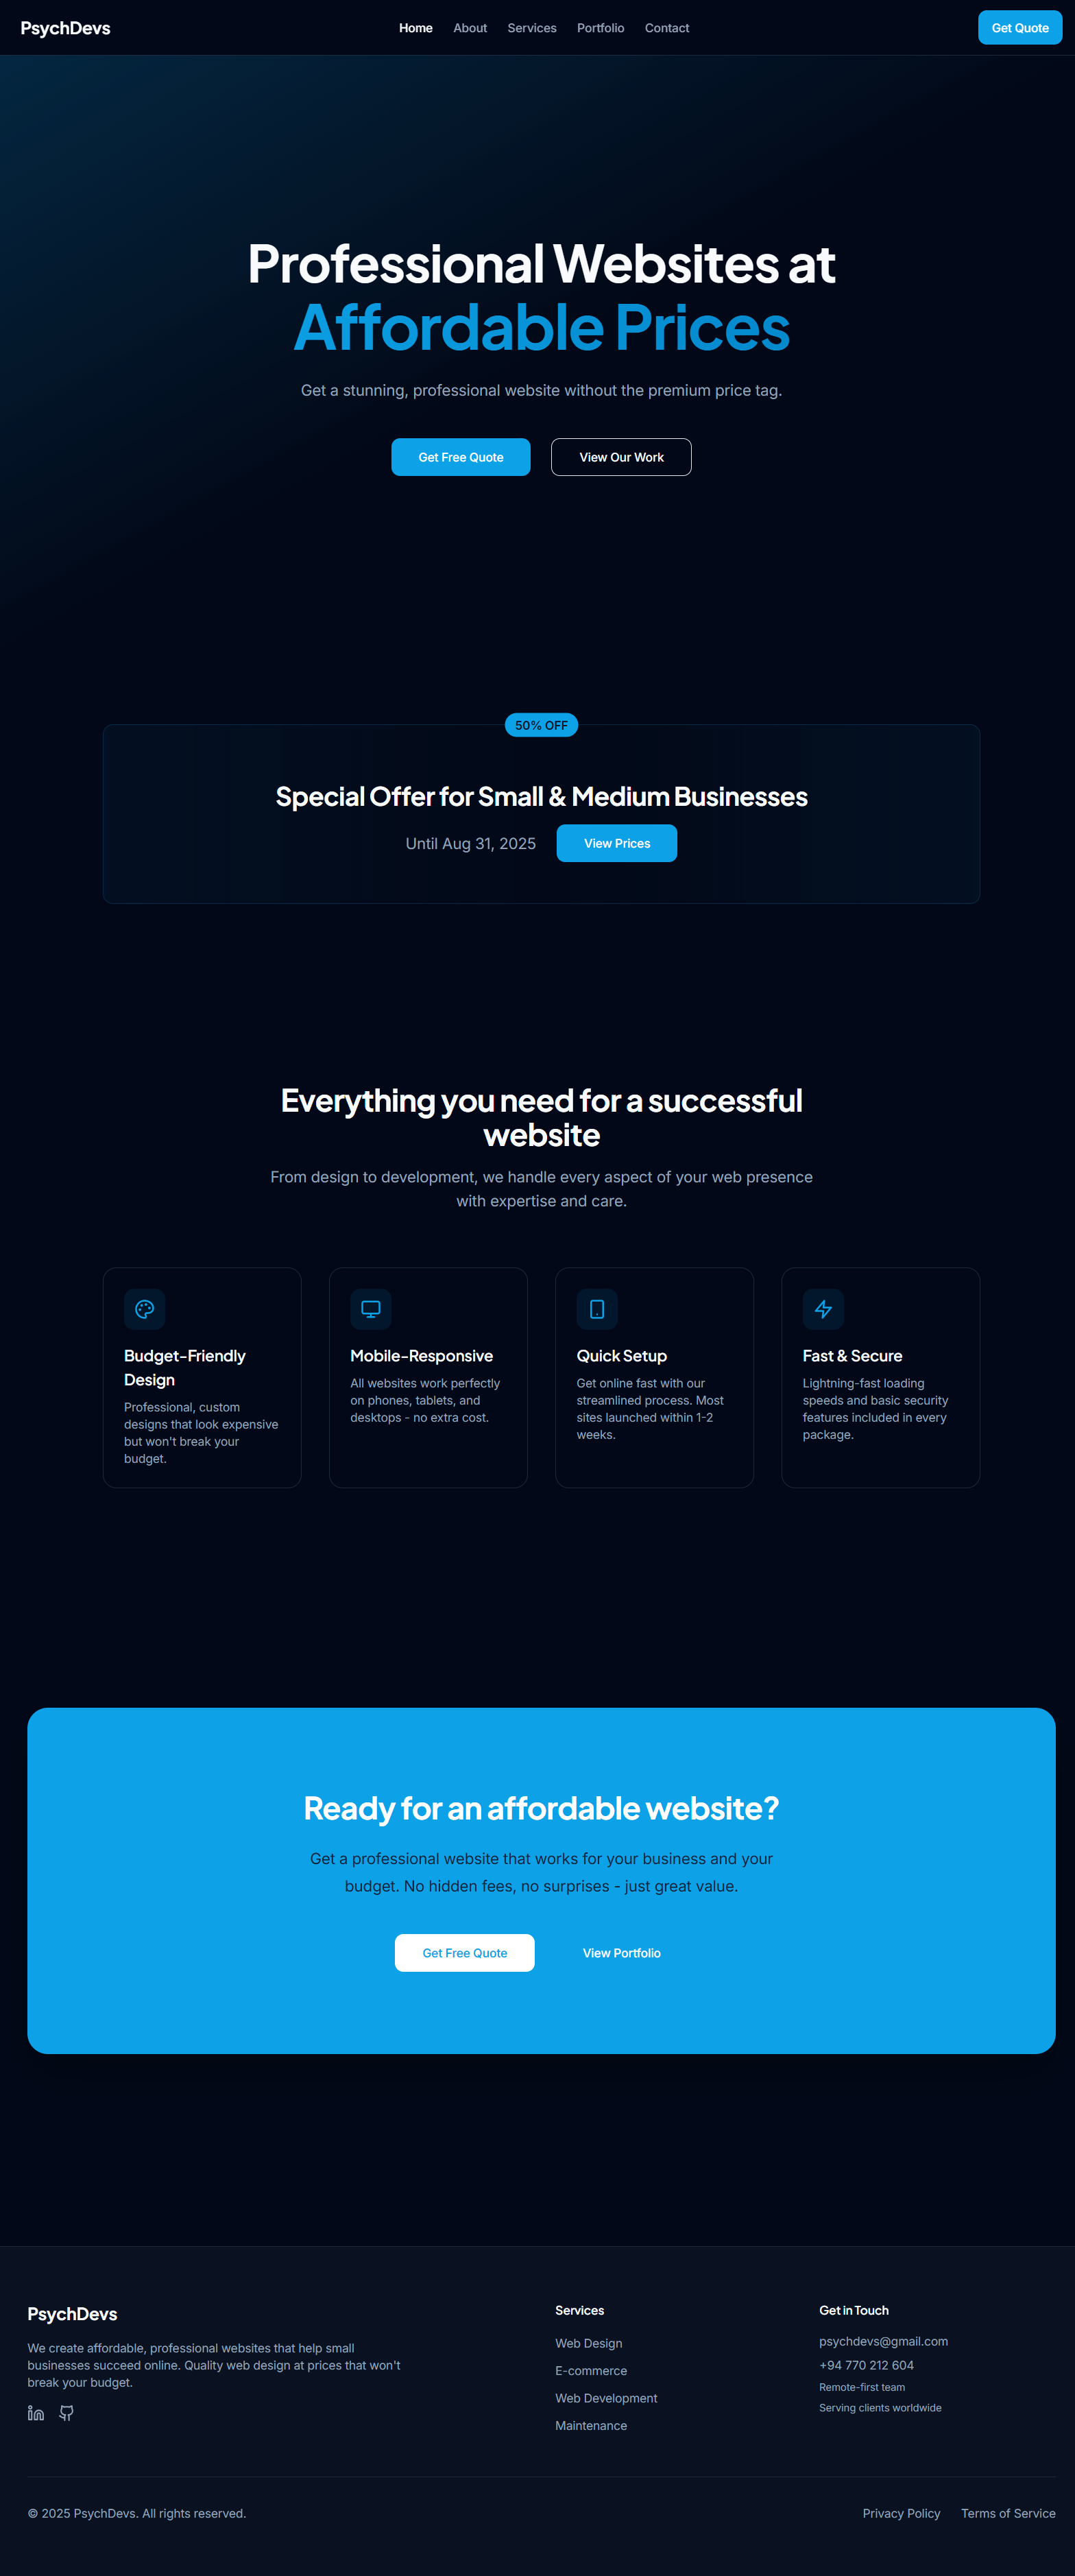 PsychDevs
Home About Services Portfolio Contact
Get Quote
Professional Websites at
Affordable Prices
Get a stunning, professional website without the premium price tag.
Get Free Quote
View Our Work
50% OFF
Special Offer for Small & Medium Businesses
Until Aug 31, 2025
View Prices
Everything you need for a successful
website
From design to development, we handle every aspect of your web presence
with expertise and care.
Budget-Friendly
Design
Professional, custom
designs that look expensive
but won't break your
budget.
Mobile-Responsive
All websites work perfectly
on phones, tablets, and
desktops - no extra cost.
Quick Setup
Get online fast with our
streamlined process. Most
sites launched within 1-2
weeks.
Fast & Secure
Lightning-fast loading
speeds and basic security
features included in every
package.
Ready for an affordable website?
Get a professional website that works for your business and your
budget. No hidden fees, no surprises - just great value.
Get Free Quote
View Portfolio
PsychDevs
We create affordable, professional websites that help small
businesses succeed online. Quality web design at prices that won't
break your budget.
Services
Web Design
E-commerce
Web Development
Maintenance
Get in Touch
psychdevs@gmail.com
+94 770 212 604
Remote-first team
Serving clients worldwide
© 2025 PsychDevs. All rights reserved.
Privacy Policy
Terms of Service